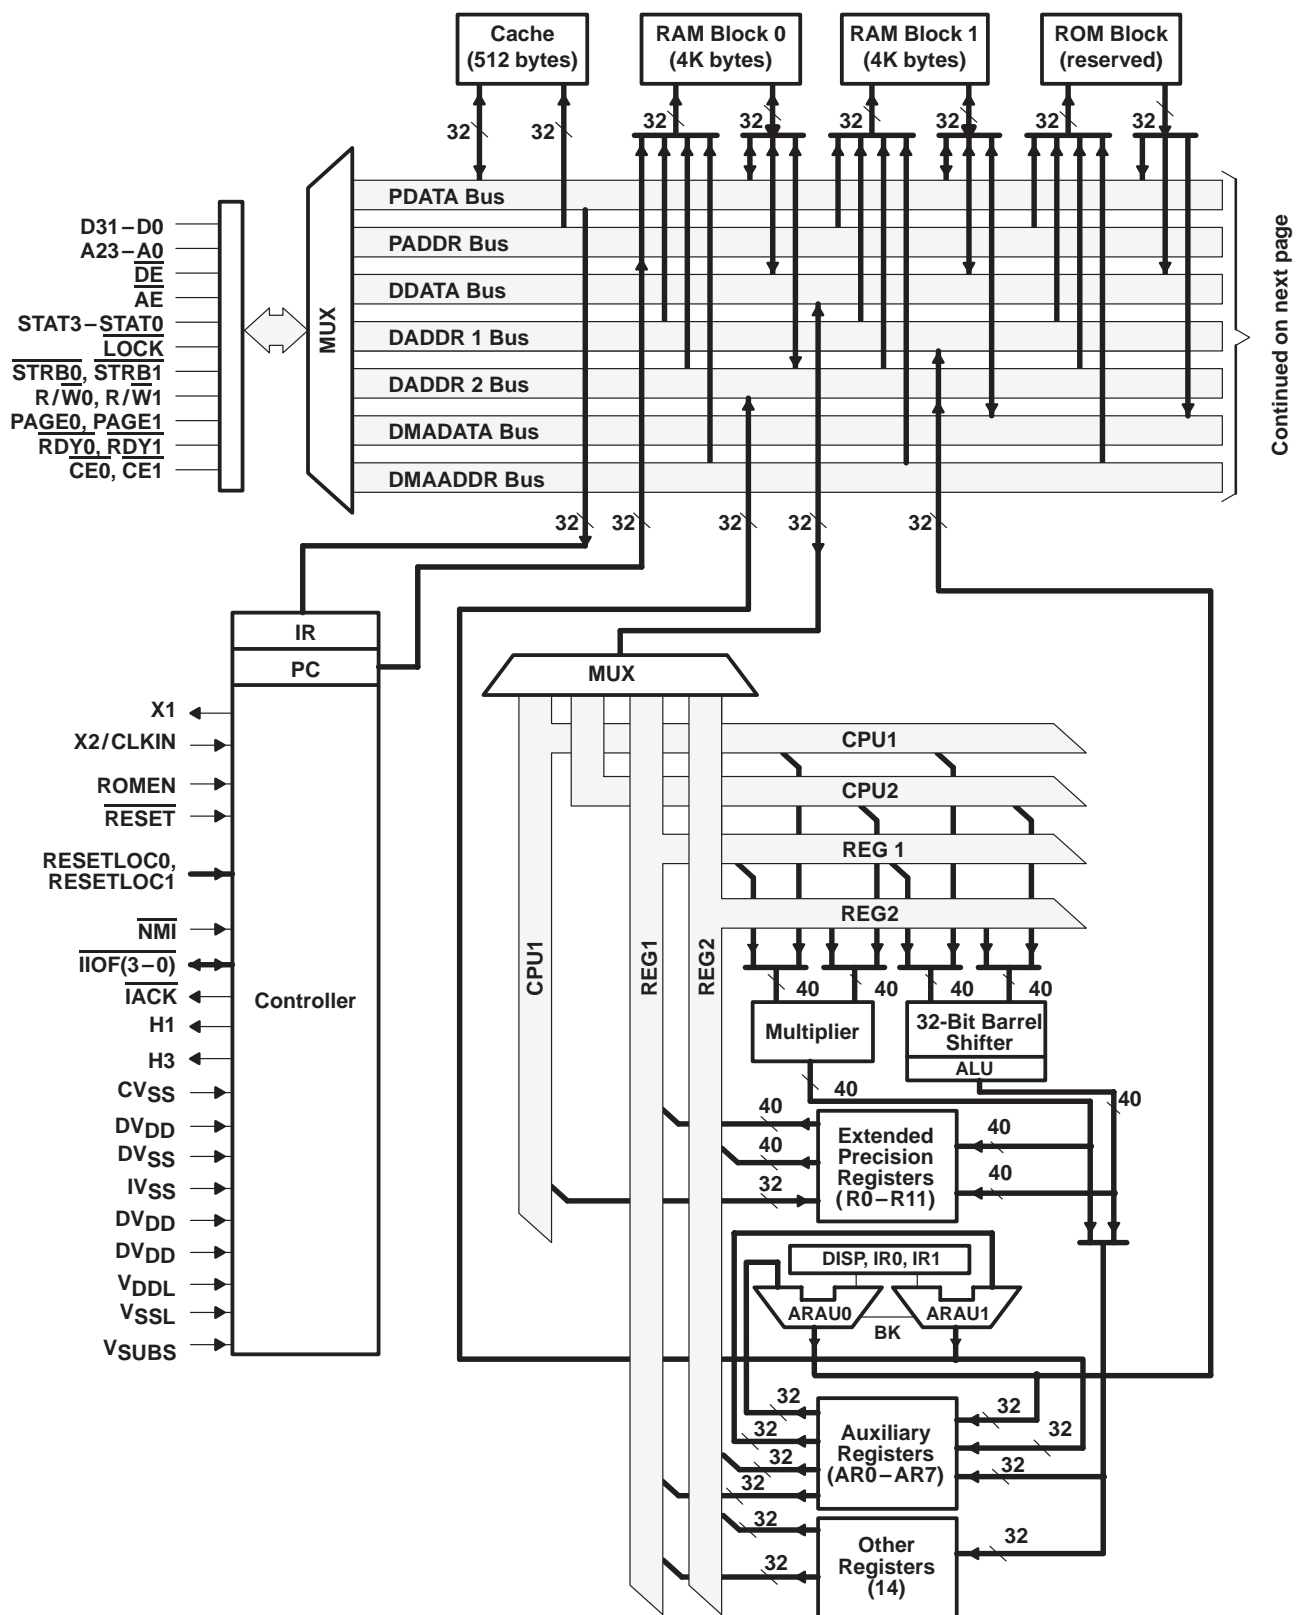 Cache
(512 bytes)
RAM Block 0
(4K bytes)
RAM Block 1
(4K bytes)
ROM Block
(reserved)
32
32
32
32
32
32
32
32
PDATA Bus
PADDR Bus
DDATA Bus
DADDR 1 Bus
DADDR 2 Bus
DMADATA Bus
DMAADDR Bus
MUX
Continued on next page
D31–D0
A23–A0
DE
AE
STAT3–STAT0
LOCK
STRB0, STRB1
R/W0, R/W1
PAGE0, PAGE1
RDY0, RDY1
CE0, CE1
32
32
32
32
32
IR
PC
MUX
X1
X2/CLKIN
ROMEN
RESET
RESETLOC0,
RESETLOC1
NMI
IIOF(3–0)
IACK
H1
H3
CVSS
DVDD
DVSS
IVSS
DVDD
DVDD
VDDL
VSSL
VSUBS
Controller
CPU1
CPU2
REG 1
REG2
CPU1
REG1
REG2
40
40
40
40
Multiplier
32-Bit Barrel
Shifter
ALU
40
40
40
40
32
Extended
Precision
Registers
(R0–R11)
40
40
DISP, IR0, IR1
ARAU0
ARAU1
BK
32
32
32
32
Auxiliary
Registers
(AR0–AR7)
32
32
32
32
Other
Registers
(14)
32